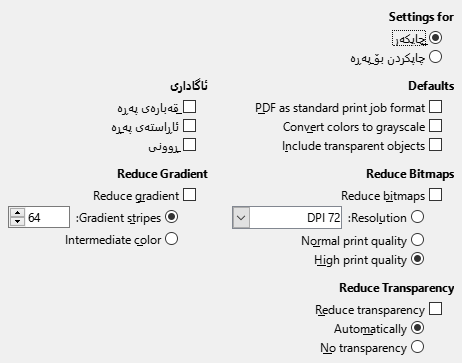 Settings for
چاپکەر
چاپکردن بۆ پەڕە
Defaults
PDF as standard print job format
Convert colors to grayscale
Include transparent objects
ئاگاداری
قەبارەی پەڕە
ئاڕاستەی پەڕە
ڕوونی
Reduce Bitmaps
Reduce bitmaps
Resolution:
DPI 72
Normal print quality
High print quality
Reduce Gradient
Reduce gradient
Gradient stripes:
64
Intermediate color
Reduce Transparency
Reduce transparency
Automatically
No transparency